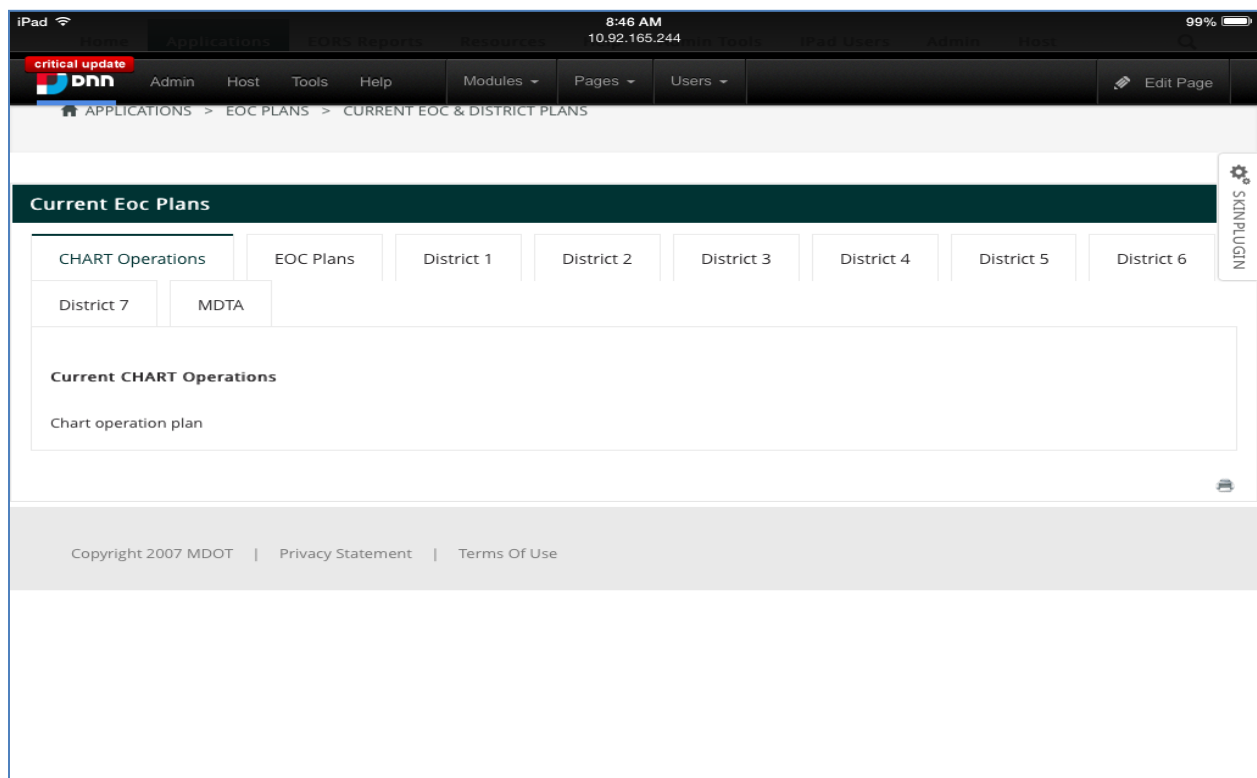 iPad 8:46 AM 99%
10.92.165.244
Home Applications EORS Reports Resources Admin Tools iPad Users Admin Host
critical update
DNN Admin Host Tools Help Modules Pages Users Edit Page
APPLICATIONS > EOC PLANS > CURRENT EOC & DISTRICT PLANS
SKINPLUGIN
Current Eoc Plans
CHART Operations EOC Plans District 1 District 2 District 3 District 4 District 5 District 6
District 7 MDTA
Current CHART Operations
Chart operation plan
Copyright 2007 MDOT | Privacy Statement | Terms Of Use